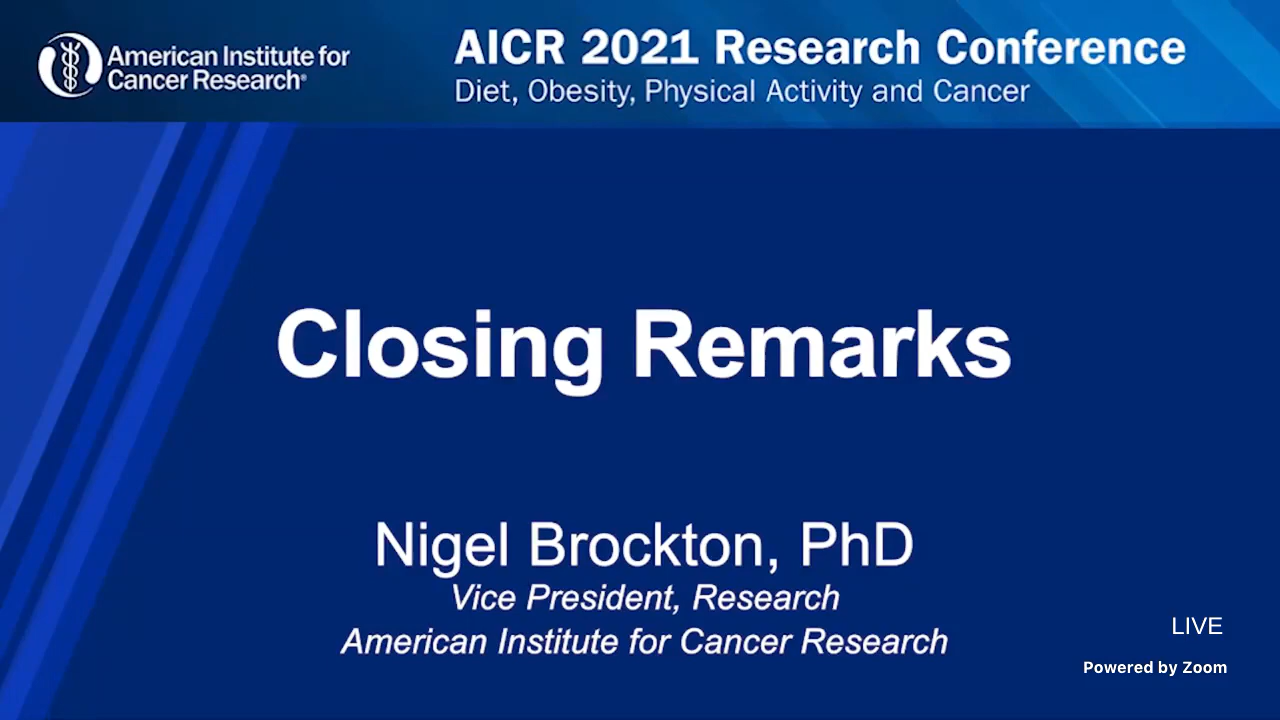 American Institute for
Cancer Research®
AICR 2021 Research Conference
Diet, Obesity, Physical Activity and Cancer
Closing Remarks
Nigel Brockton, PhD
Vice President, Research
American Institute for Cancer Research
LIVE
Powered by Zoom